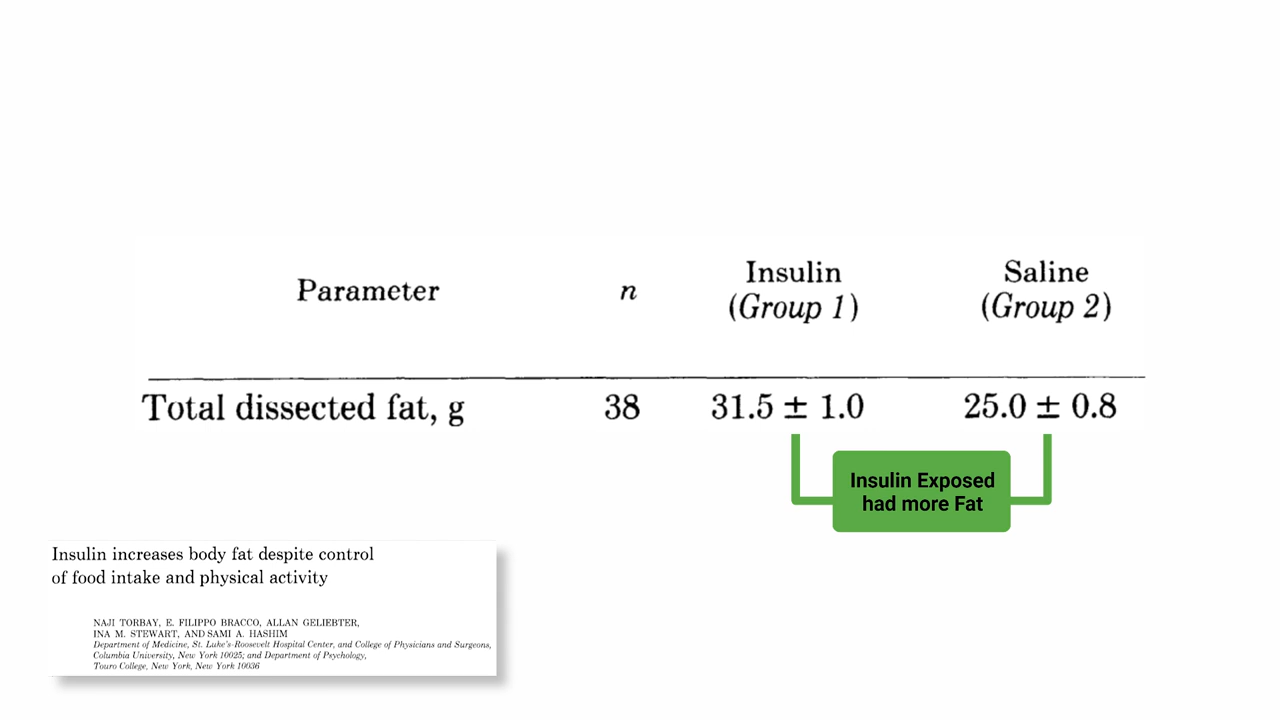 Parameter n Insulin (Group 1) Saline (Group 2)
Total dissected fat, g 38 31.5 ± 1.0 25.0 ± 0.8
Insulin Exposed
had more Fat
Insulin increases body fat despite control
of food intake and physical activity
NAJI TORBAY, E. FILIPPO BRACCO, ALLAN GELIEBTER,
INA M. STEWART, AND SAMI A. HASHIM
Department of Medicine, St. Luke's-Roosevelt Hospital Center, and College of Physicians and Surgeons,
Columbia University, New York 10025; and Department of Psychology,
Touro College, New York, New York 10036